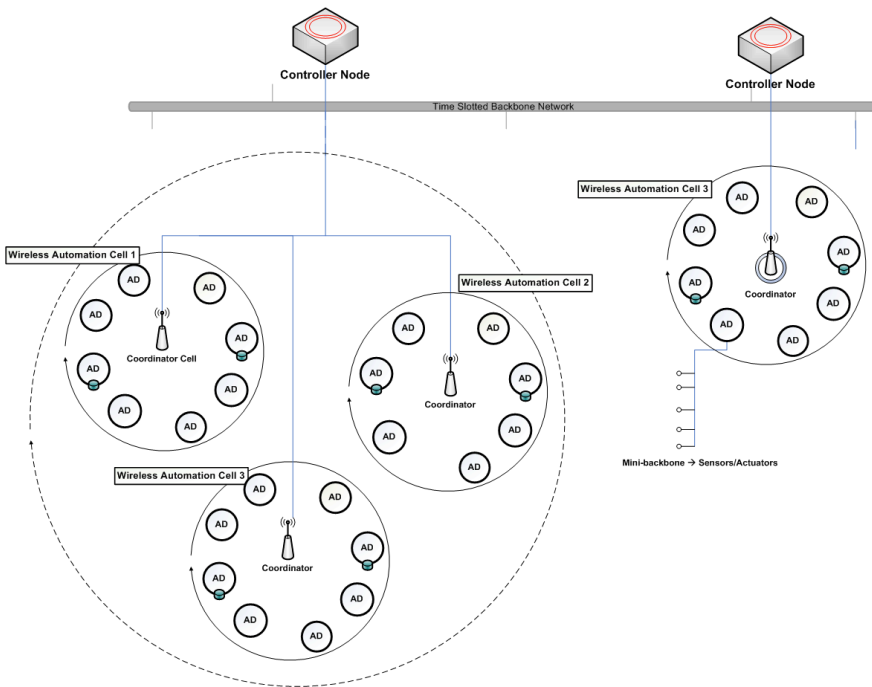 Controller Node
Controller Node
Time Slotted Backbone Network
Wireless Automation Cell 3
AD
AD
AD
AD
AD
AD
AD
AD
Coordinator
Wireless Automation Cell 1
AD
AD
AD
AD
AD
AD
AD
AD
Coordinator Cell
Wireless Automation Cell 2
AD
AD
AD
AD
AD
AD
AD
Coordinator
Mini-backbone → Sensors/Actuators
Wireless Automation Cell 3
AD
AD
AD
AD
AD
AD
AD
AD
Coordinator